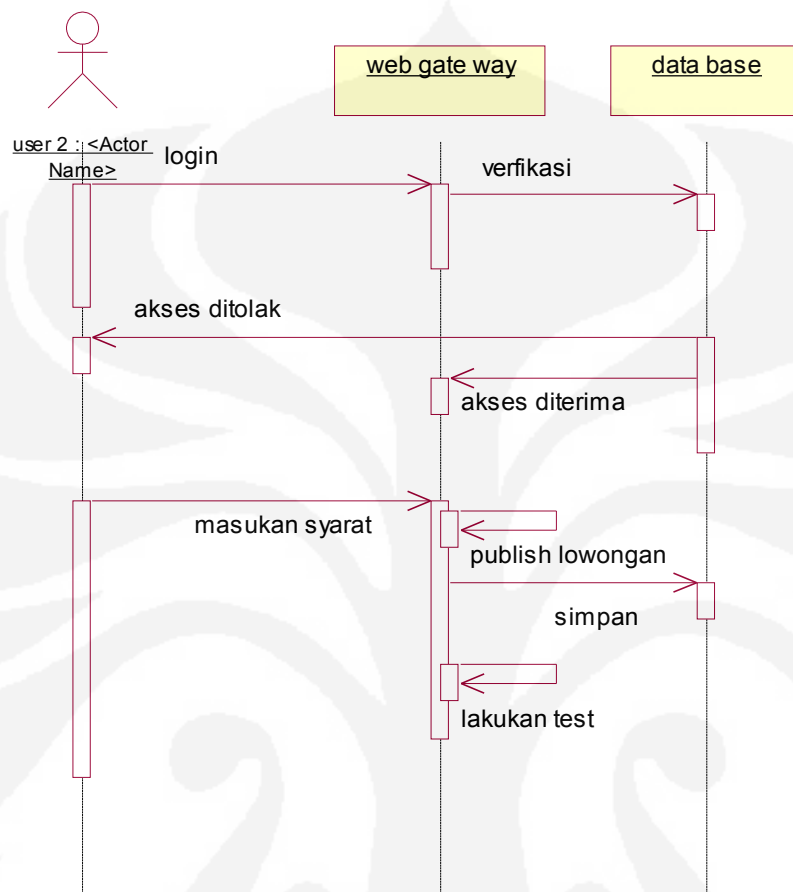 web gate way
data base
user 2 : <Actor
Name>
login
verfikasi
akses ditolak
akses diterima
masukan syarat
publish lowongan
simpan
lakukan test